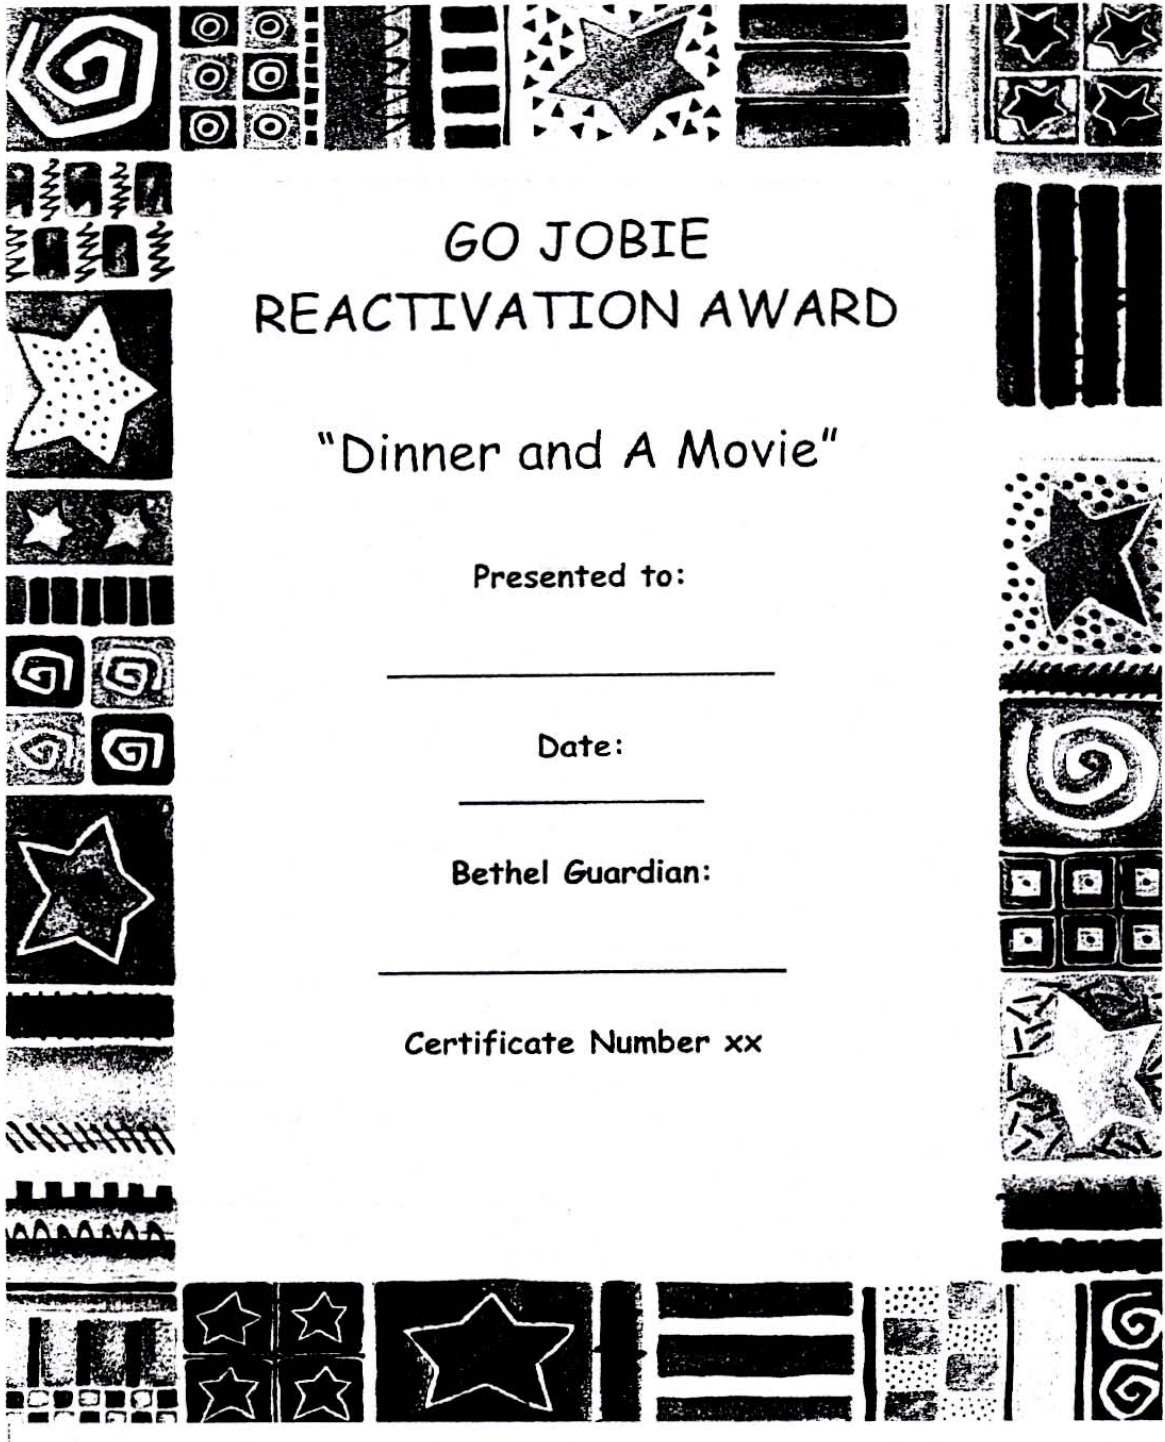 GO JOBIE
REACTIVATION AWARD
"Dinner and A Movie"
Presented to:
Date:
Bethel Guardian:
Certificate Number xx